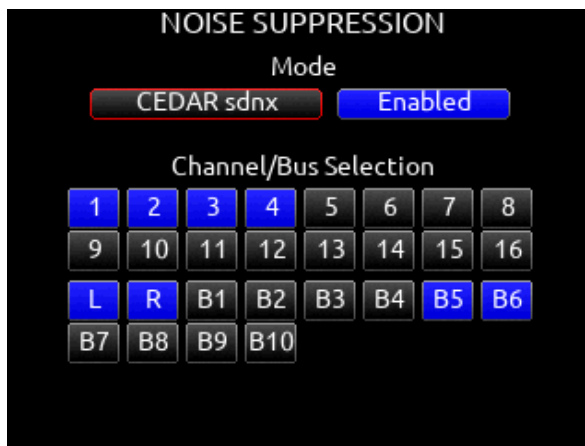 NOISE SUPPRESSION
Mode
CEDAR sdnx Enabled
Channel/Bus Selection
1 2 3 4 5 6 7 8
9 10 11 12 13 14 15 16
L R B1 B2 B3 B4 B5 B6
B7 B8 B9 B10